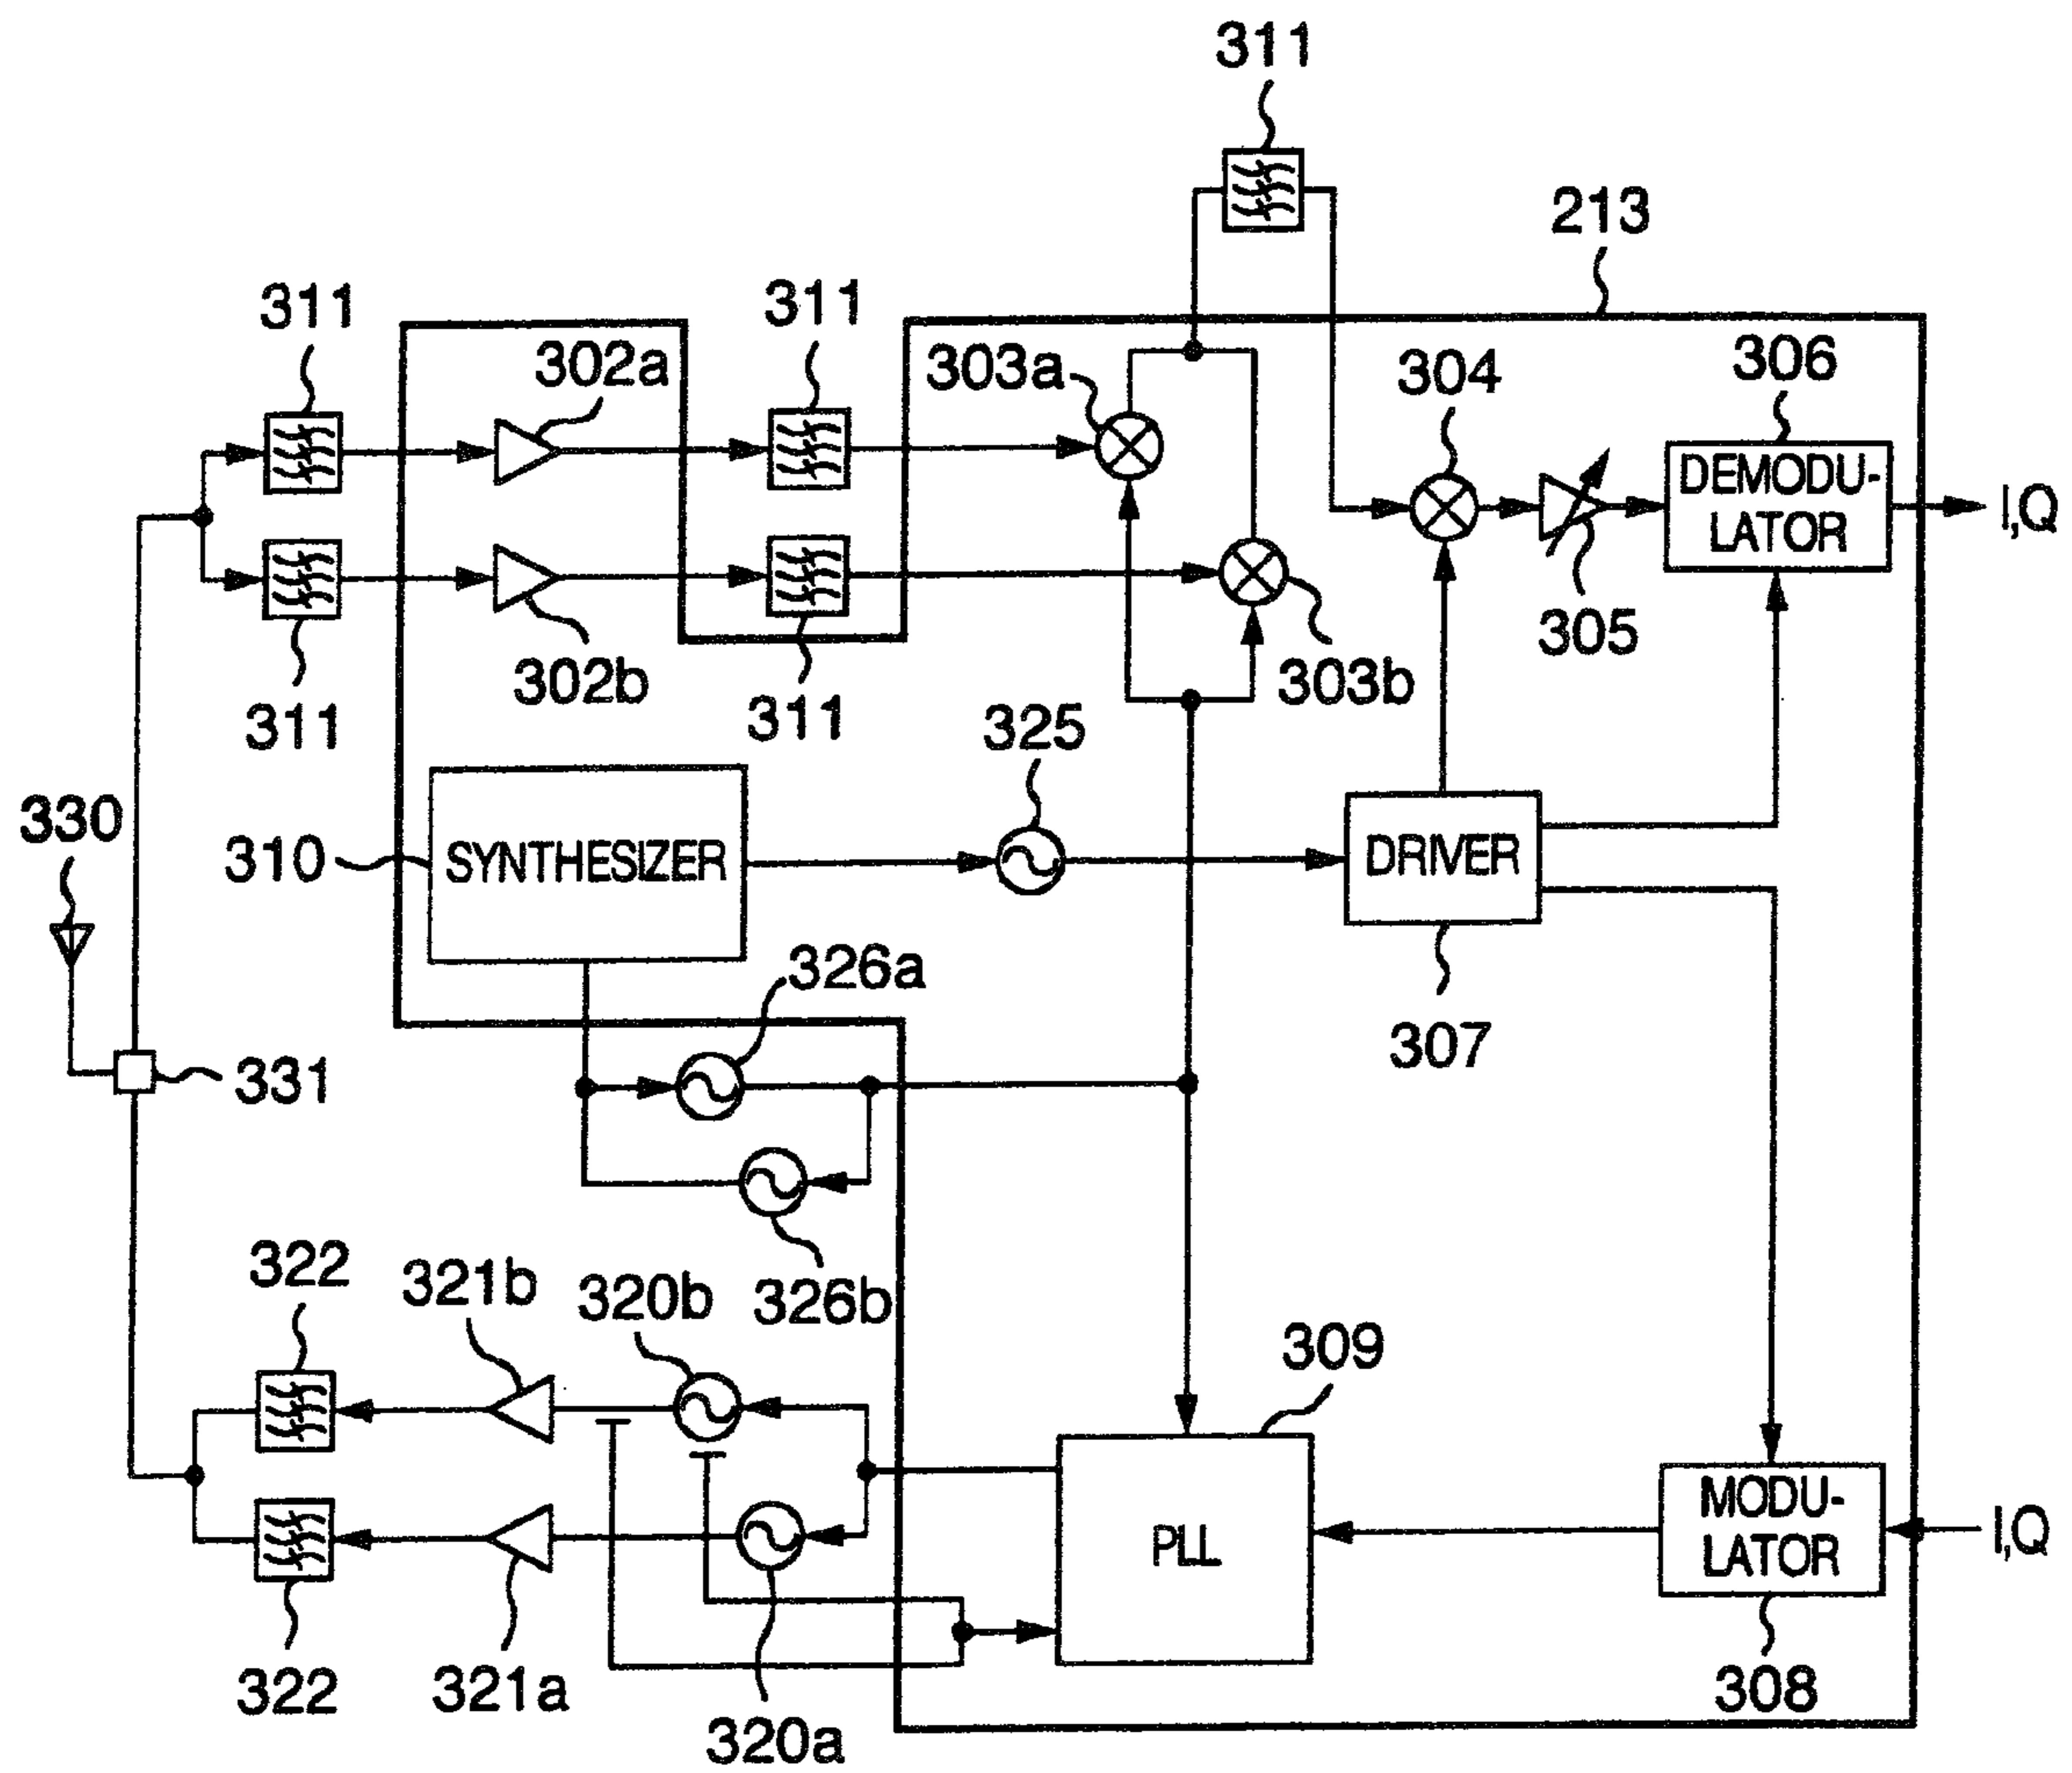 311
213
311
311
302a
303a
304
306
DEMODU-
LATOR
I,Q
305
302b
311
311
303b
325
330
310
SYNTHESIZER
DRIVER
326a
307
331
322
321b
320b
326b
309
MODU-
LATOR
I,Q
PLL
322
321a
320a
308